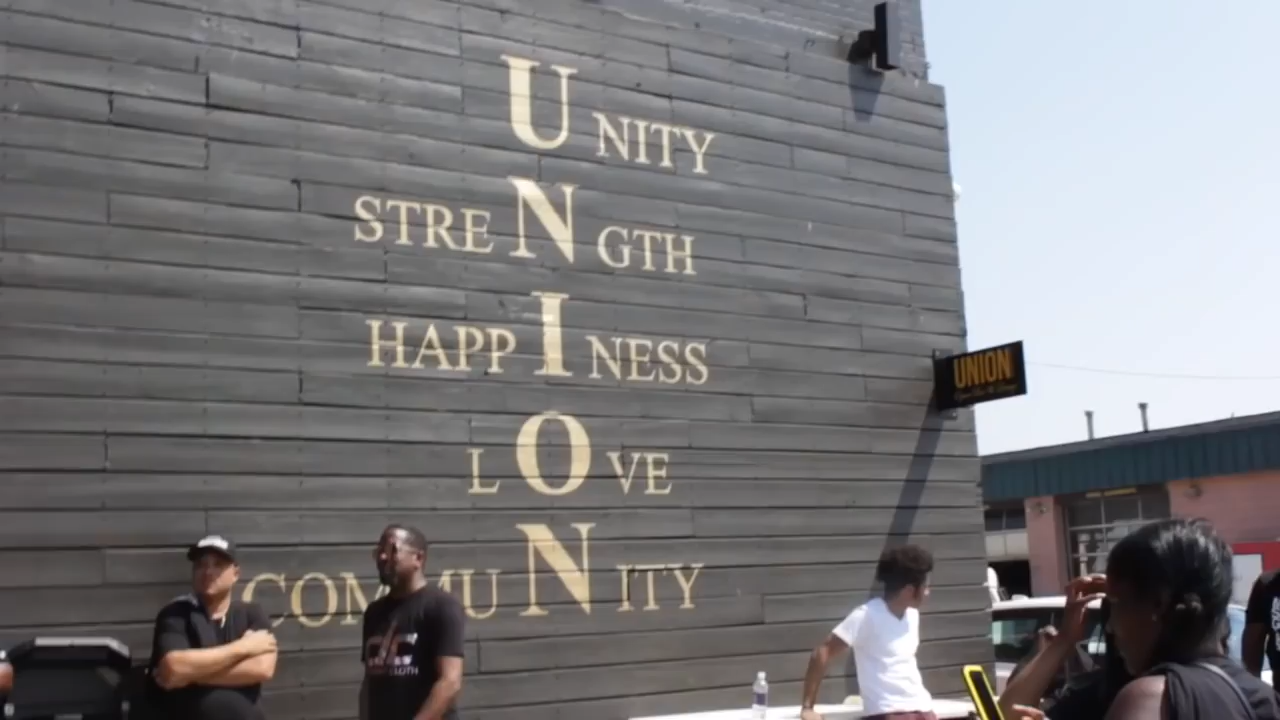 UNITY
STRENGTH
HAPPINESS
LOVE
COMMUNITY
UNION